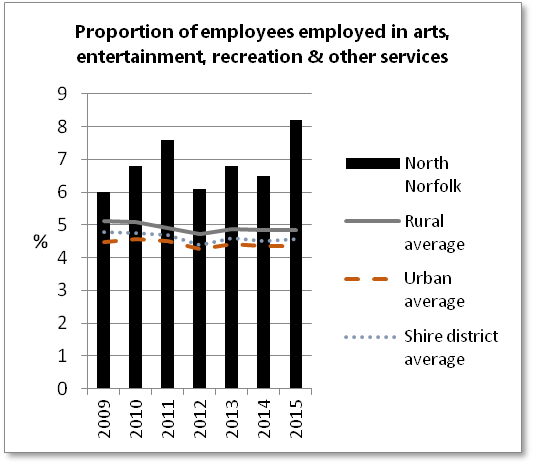 Proportion of employees employed in arts,
entertainment, recreation & other services
9
8
7
6
5
4
3
2
1
0
%
2009
2010
2011
2012
2013
2014
2015
North
Norfolk
Rural
average
Urban
average
Shire district
average